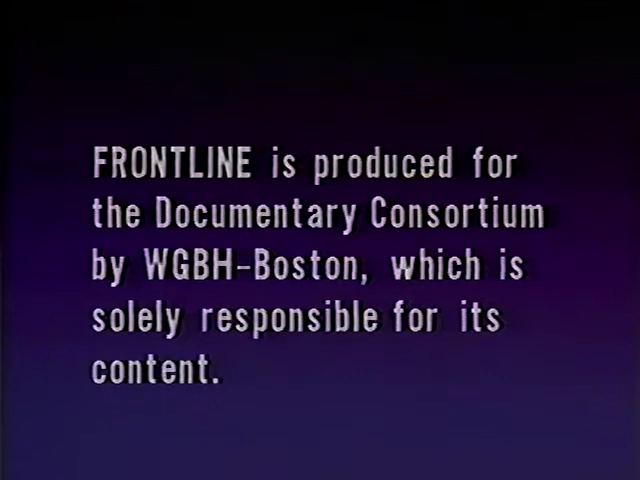 FRONTLINE is produced for
the Documentary Consortium
by WGBH-Boston, which is
solely responsible for its
content.